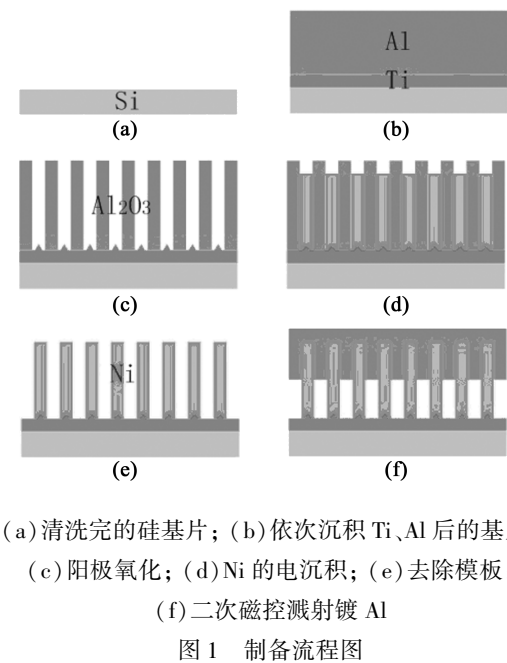 Al
Ti
Si
(a)
(b)
Al₂O₃
(c)
(d)
Ni
(e)
(f)
(a)清洗完的硅基片;(b)依次沉积 Ti、Al 后的基
(c)阳极氧化;(d)Ni 的电沉积;(e)去除模板
(f)二次磁控溅射镀 Al
图 1 制备流程图